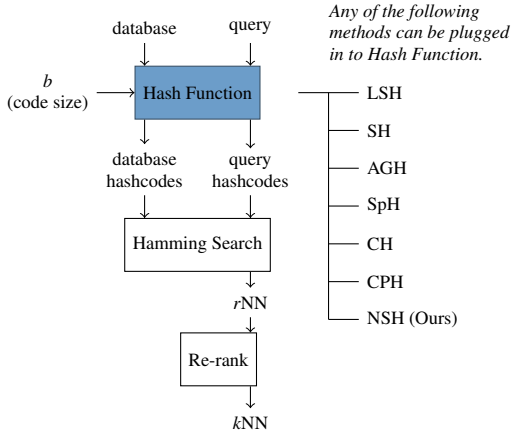 database
query
Any of the following
methods can be plugged
in to Hash Function.
b
(code size)
Hash Function
LSH
SH
AGH
SpH
CH
CPH
NSH (Ours)
database
hashcodes
query
hashcodes
Hamming Search
rNN
Re-rank
kNN